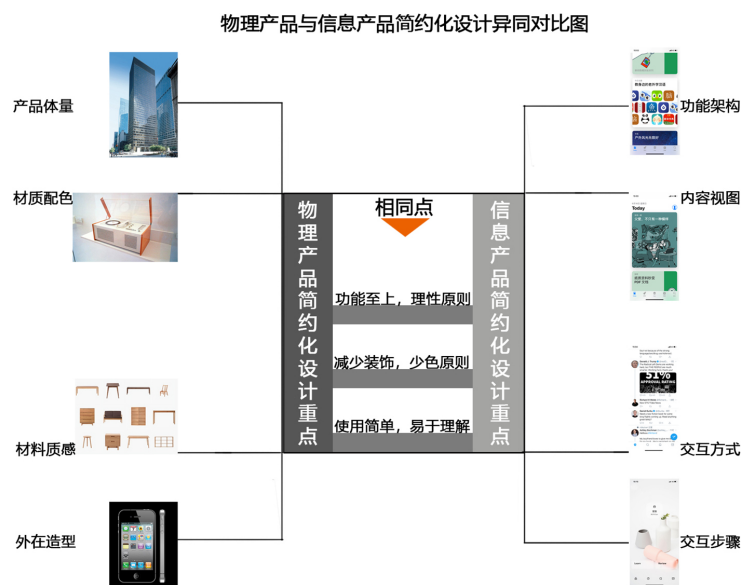 物理产品与信息产品简约化设计异同对比图
产品体量
材质配色
材料质感
外在造型
物理产品简约化设计重点
相同点
功能至上，理性原则
减少装饰，少色原则
使用简单，易于理解
信息产品简约化设计重点
功能架构
内容视图
Today
51%
APPROVAL RATING
交互方式
交互步骤